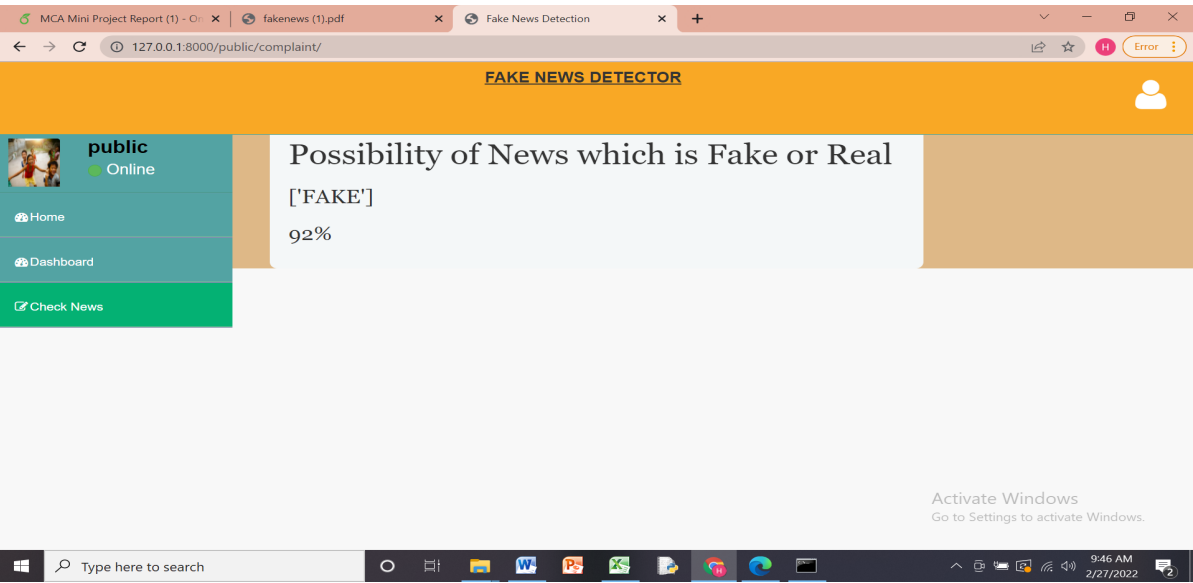 MCA Mini Project Report (1) - On
fakenews (1).pdf
Fake News Detection
127.0.0.1:8000/public/complaint/
H
Error
FAKE NEWS DETECTOR
public
Online
Home
Dashboard
Check News
Possibility of News which is Fake or Real
['FAKE']
92%
Activate Windows
Go to Settings to activate Windows.
Type here to search
9:46 AM
2/27/2022
2